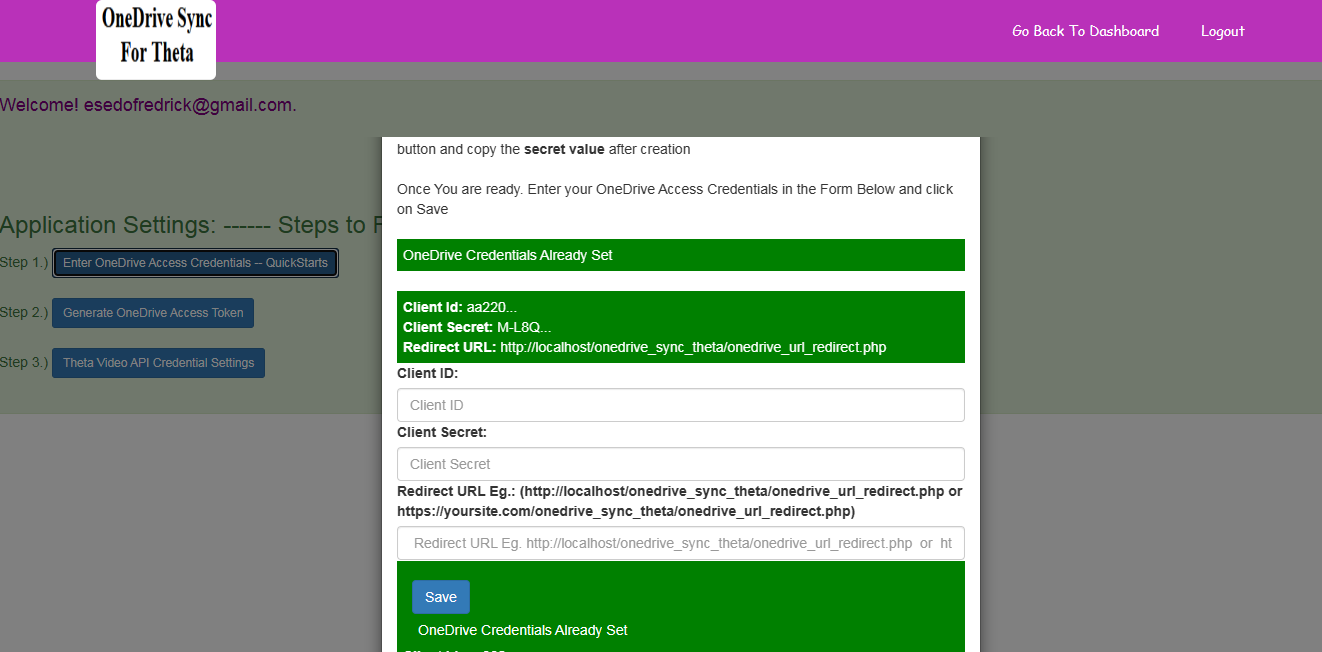 OneDrive Sync
For Theta
Go Back To Dashboard
Logout
Welcome! esedofredrick@gmail.com.
Application Settings: ------ Steps to
Step 1.) Enter OneDrive Access Credentials -- QuickStarts
Step 2.) Generate OneDrive Access Token
Step 3.) Theta Video API Credential Settings
button and copy the secret value after creation
Once You are ready. Enter your OneDrive Access Credentials in the Form Below and click
on Save
OneDrive Credentials Already Set
Client Id: aa220...
Client Secret: M-L8Q...
Redirect URL: http://localhost/onedrive_sync_theta/onedrive_url_redirect.php
Client ID:
Client ID
Client Secret:
Client Secret
Redirect URL Eg.: (http://localhost/onedrive_sync_theta/onedrive_url_redirect.php or
https://yoursite.com/onedrive_sync_theta/onedrive_url_redirect.php)
Redirect URL Eg. http://localhost/onedrive_sync_theta/onedrive_url_redirect.php or ht
Save
OneDrive Credentials Already Set